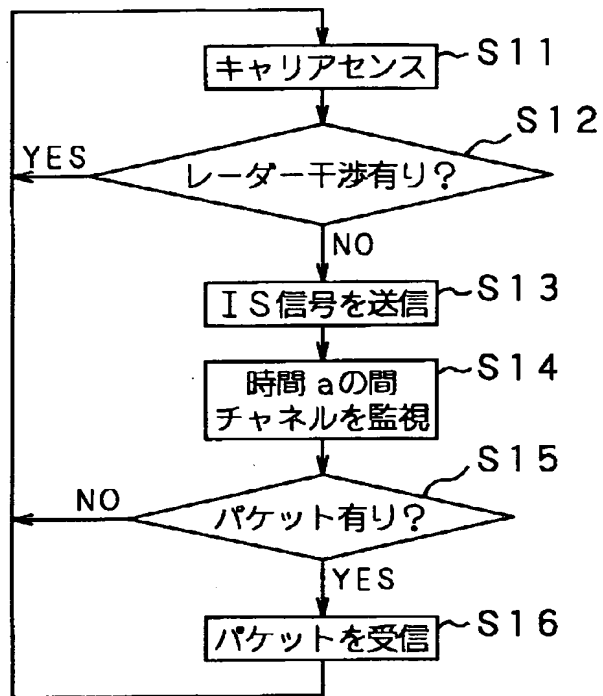 キャリアセンス
S11
S12
YES
レーダー干渉有り?
NO
IS信号を送信
S13
時間aの間
チャネルを監視
S14
S15
NO
パケット有り?
YES
パケットを受信
S16